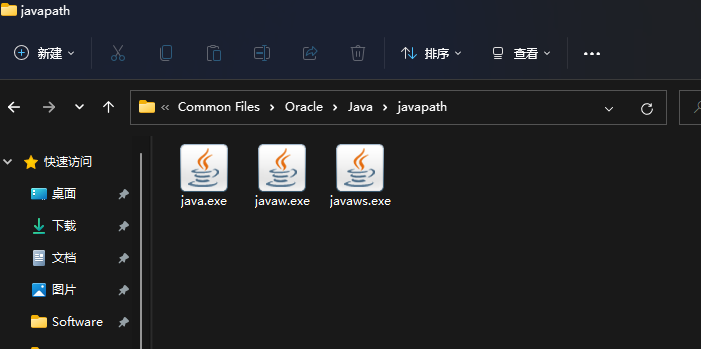 javapath
新建 排序 查看
Common Files Oracle Java javapath
快速访问
桌面
下载
文档
图片
Software
java.exe javaw.exe javaws.exe